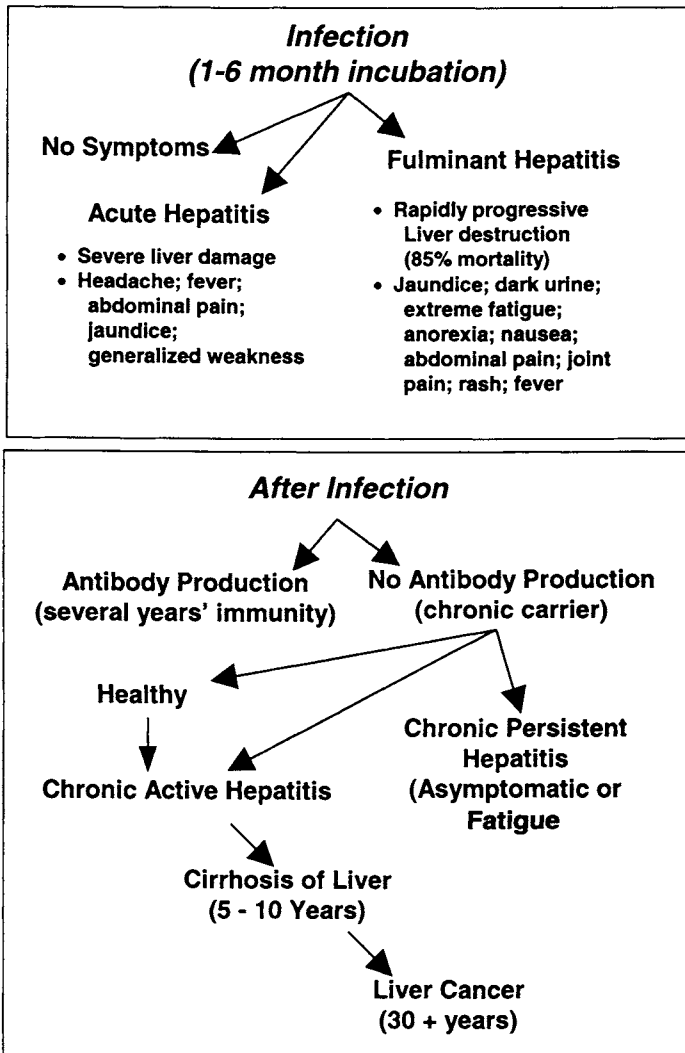 Infection
(1-6 month incubation)
No Symptoms
Acute Hepatitis
• Severe liver damage
• Headache; fever;
abdominal pain;
jaundice;
generalized weakness
Fulminant Hepatitis
• Rapidly progressive
Liver destruction
(85% mortality)
• Jaundice; dark urine;
extreme fatigue;
anorexia; nausea;
abdominal pain; joint
pain; rash; fever
After Infection
Antibody Production
(several years' immunity)
No Antibody Production
(chronic carrier)
Healthy
Chronic Active Hepatitis
Chronic Persistent
Hepatitis
(Asymptomatic or
Fatigue
Cirrhosis of Liver
(5 - 10 Years)
Liver Cancer
(30 + years)